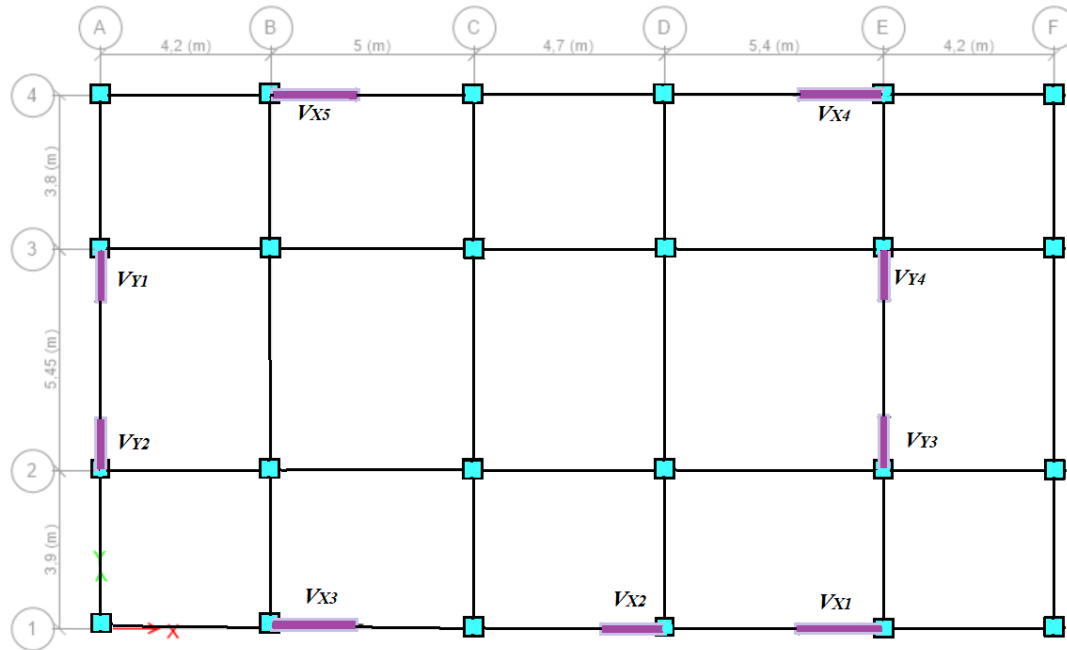 A B C D E F
4,2 (m) 5 (m) 4,7 (m) 5,4 (m) 4,2 (m)
4
VX5 VX4
3,8 (m)
3
VY1 VY4
5,45 (m)
VY2 VY3
2
3,9 (m)
Y
VX3 VX2 VX1
1
X